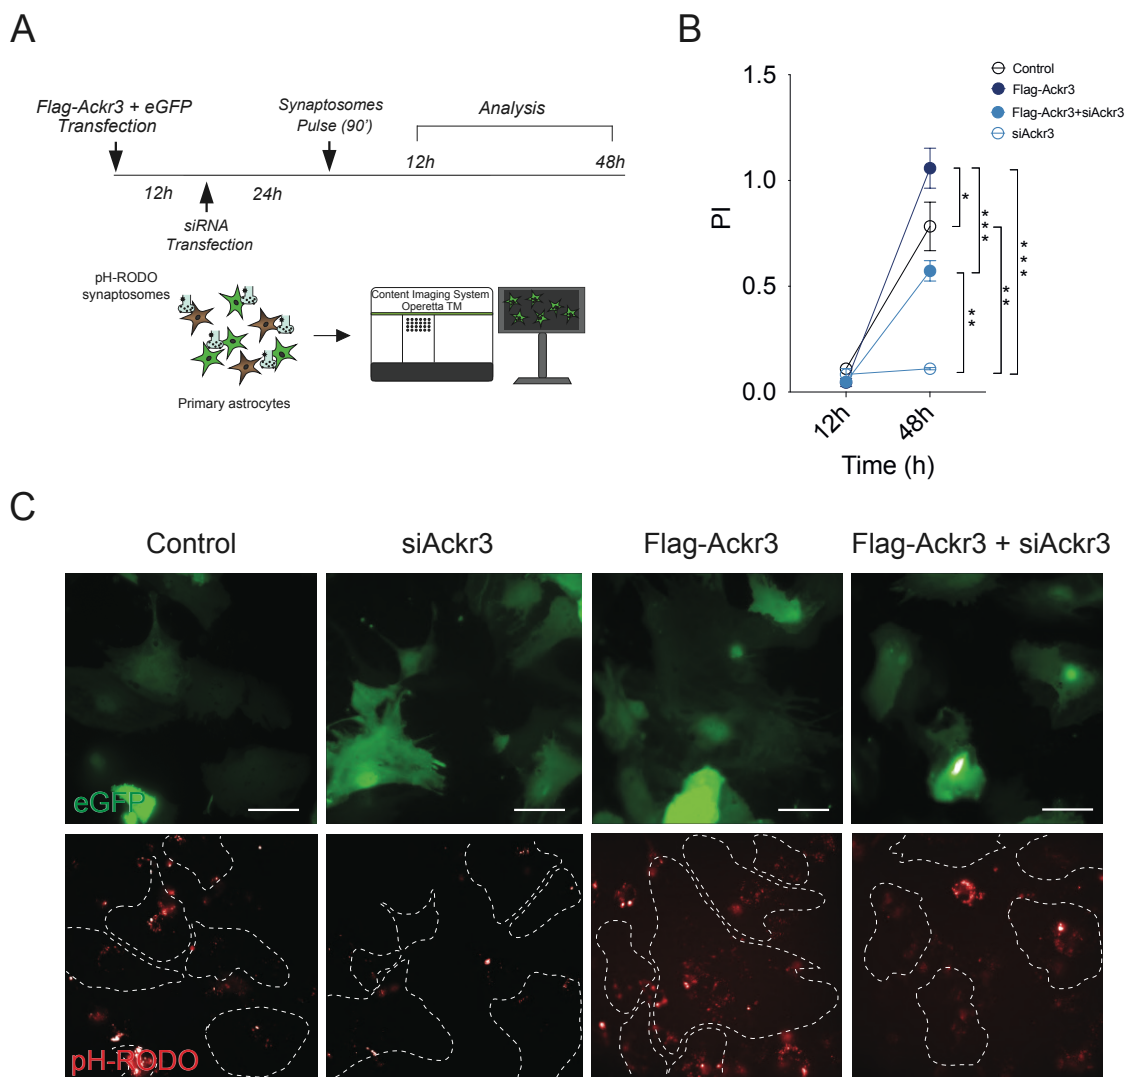 A
Flag-Ackr3 + eGFP
Transfection
Synaptosomes
Pulse (90')
Analysis
12h
48h
12h
24h
siRNA
Transfection
pH-RODO
synaptosomes
Content Imaging System
Operetta TM
Primary astrocytes
B
1.5
1.0
0.5
0.0
PI
12h
48h
Time (h)
Control
Flag-Ackr3
Flag-Ackr3+siAckr3
siAckr3
*
***
***
**
**
C
Control
siAckr3
Flag-Ackr3
Flag-Ackr3 + siAckr3
eGFP
pH-RODO